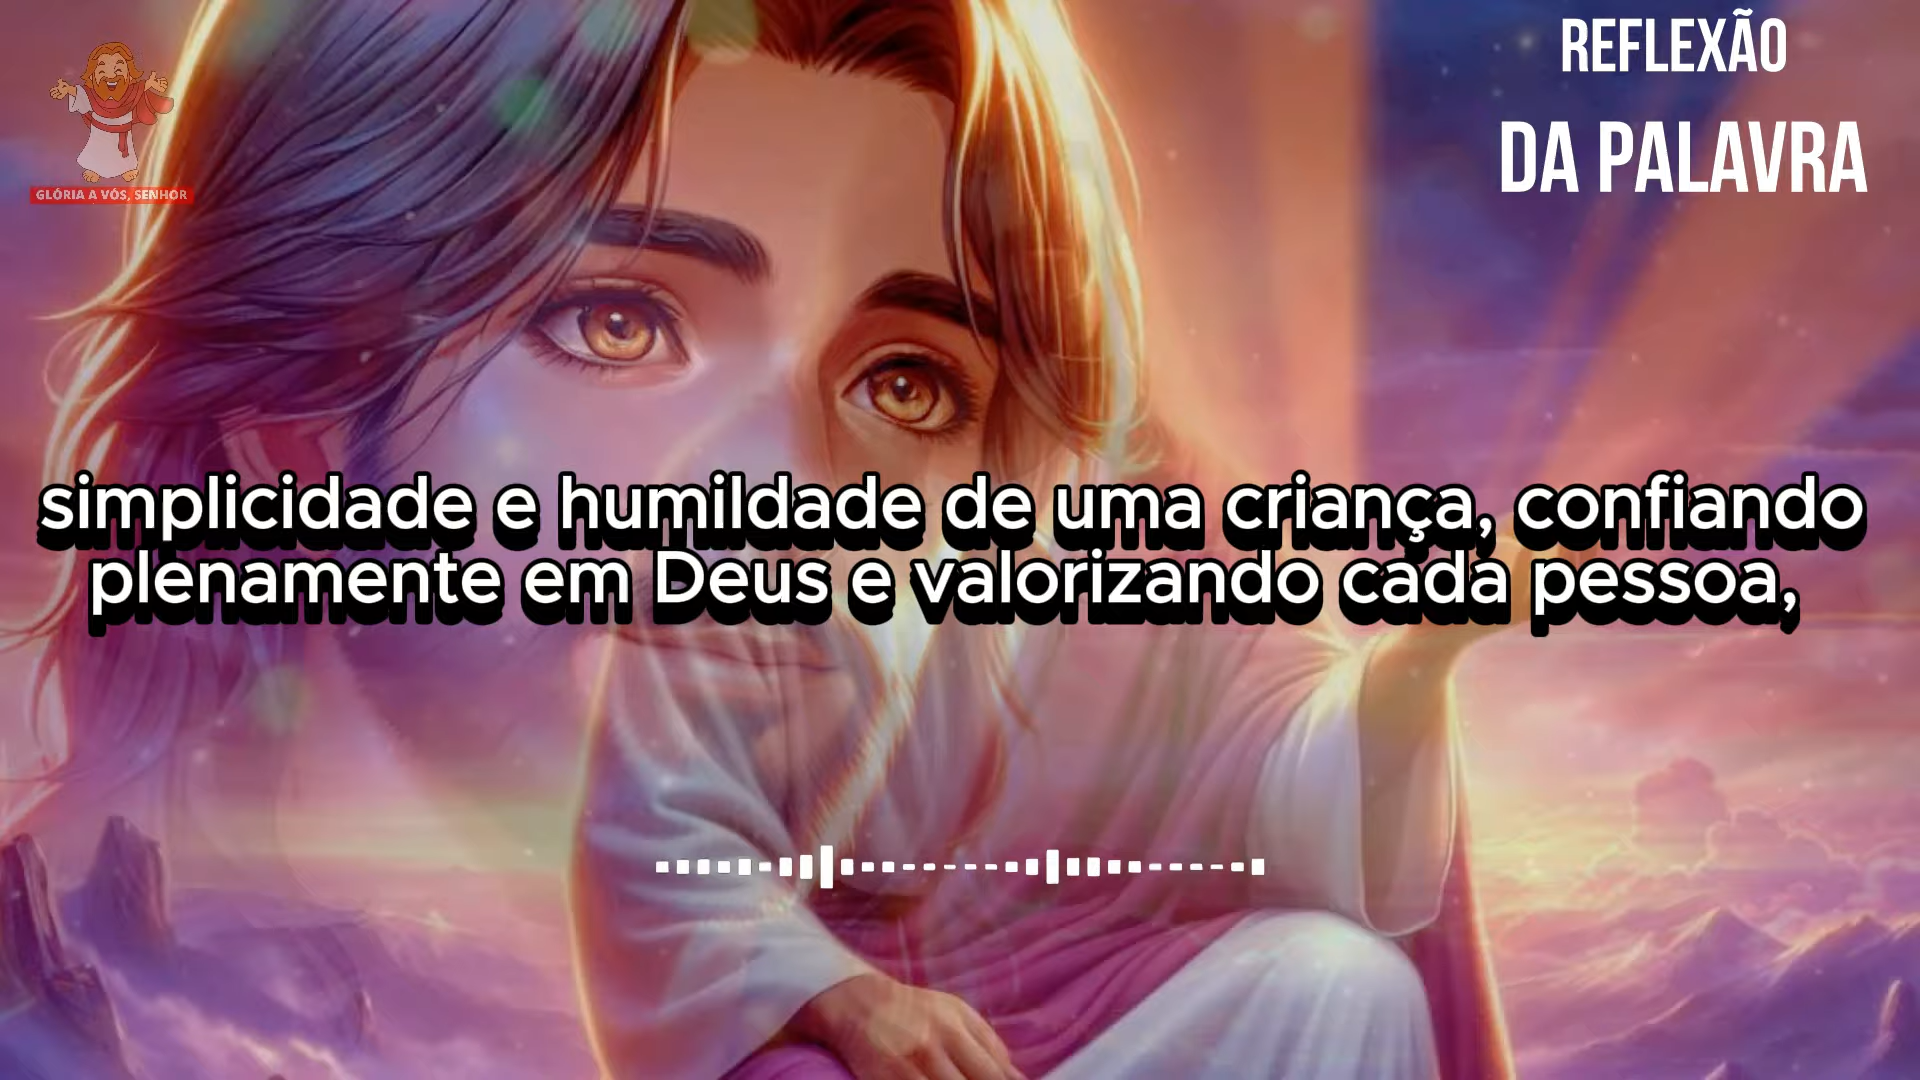 REFLEXÃO
DA PALAVRA
GLÓRIA A VÓS, SENHOR
simplicidade e humildade de uma criança, confiando
plenamente em Deus e valorizando cada pessoa,